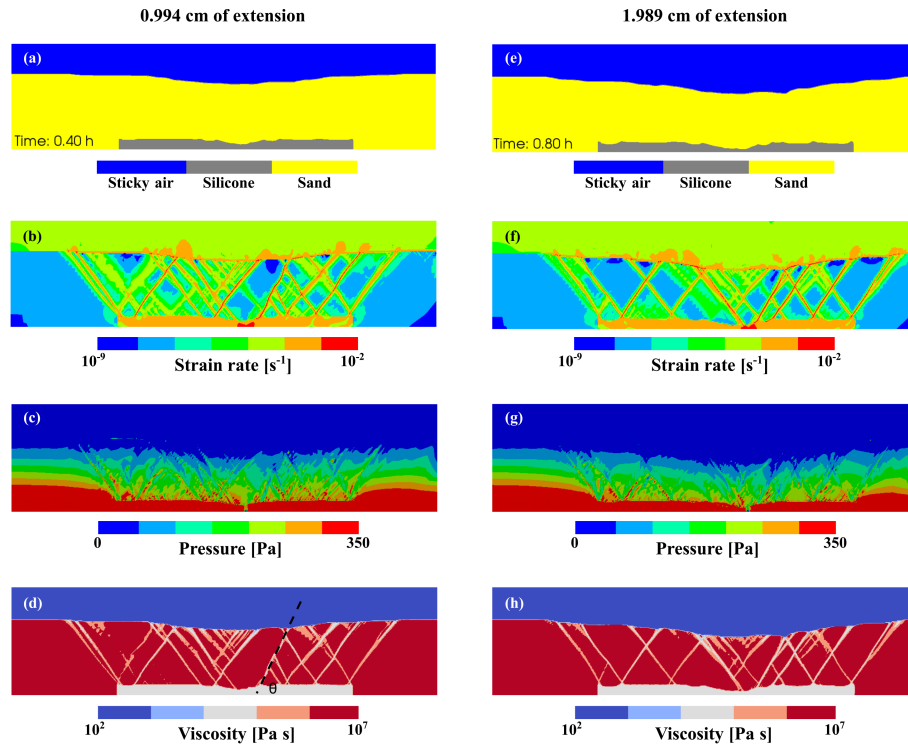 0.994 cm of extension
1.989 cm of extension
(a)
Time: 0.40 h
Sticky air Silicone Sand
(e)
Time: 0.80 h
Sticky air Silicone Sand
(b)
10⁻⁹ Strain rate [s⁻¹] 10⁻²
(f)
10⁻⁹ Strain rate [s⁻¹] 10⁻²
(c)
0 Pressure [Pa] 350
(g)
0 Pressure [Pa] 350
(d)
θ
10² Viscosity [Pa s] 10⁷
(h)
10² Viscosity [Pa s] 10⁷